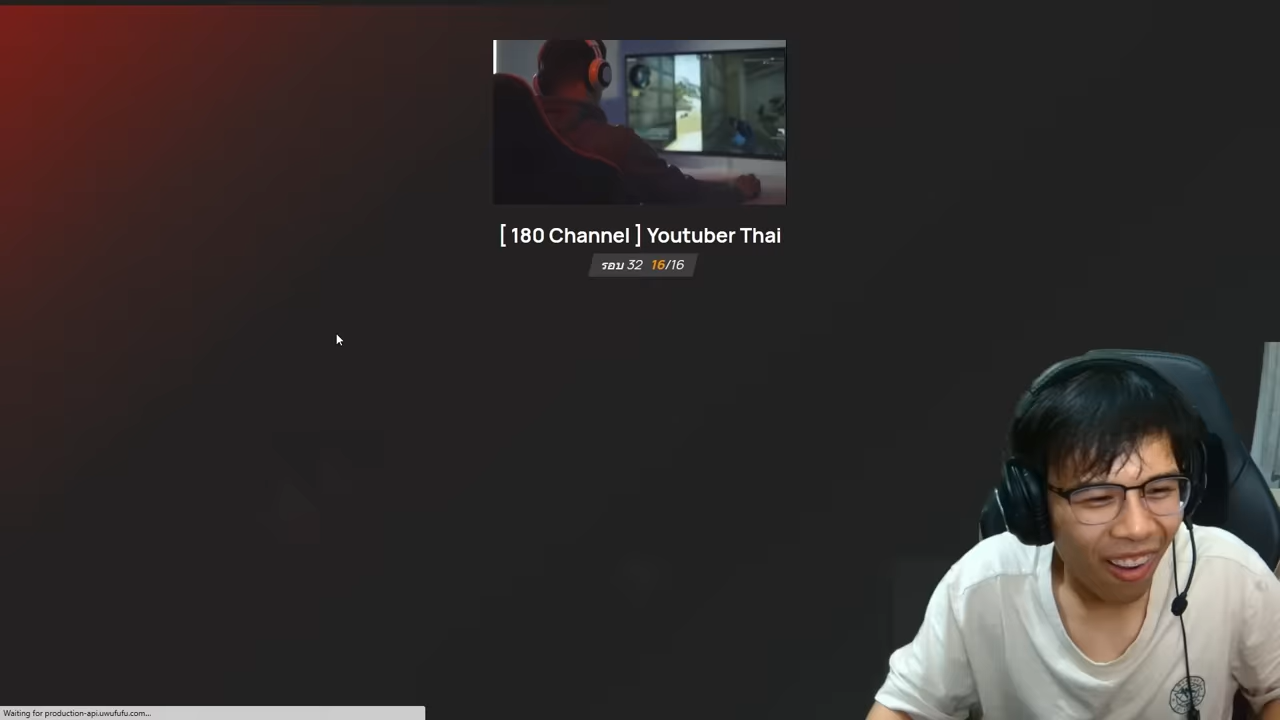 [ 180 Channel ] Youtuber Thai
รอบ 32 16/16
Waiting for production-api.uwufufu.com...